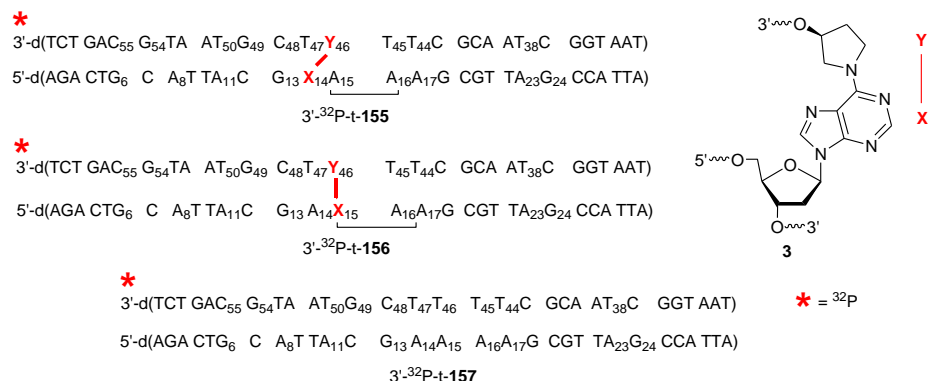 *
3'-d(TCT GAC55 G54TA AT50G49 C48T47Y46 T45T44C GCA AT38C GGT AAT)
5'-d(AGA CTG6 C A8T TA11C G13 X14A15 A16A17G CGT TA23G24 CCA TTA)
3'-32P-t-155
*
3'-d(TCT GAC55 G54TA AT50G49 C48T47Y46 T45T44C GCA AT38C GGT AAT)
5'-d(AGA CTG6 C A8T TA11C G13 A14X15 A16A17G CGT TA23G24 CCA TTA)
3'-32P-t-156
*
3'-d(TCT GAC55 G54TA AT50G49 C48T47T46 T45T44C GCA AT38C GGT AAT)
5'-d(AGA CTG6 C A8T TA11C G13A14A15 A16A17G CGT TA23G24 CCA TTA)
3'-32P-t-157
3' O
N
N N
N N
5' O O
O 3'
3
Y
X
* = 32P